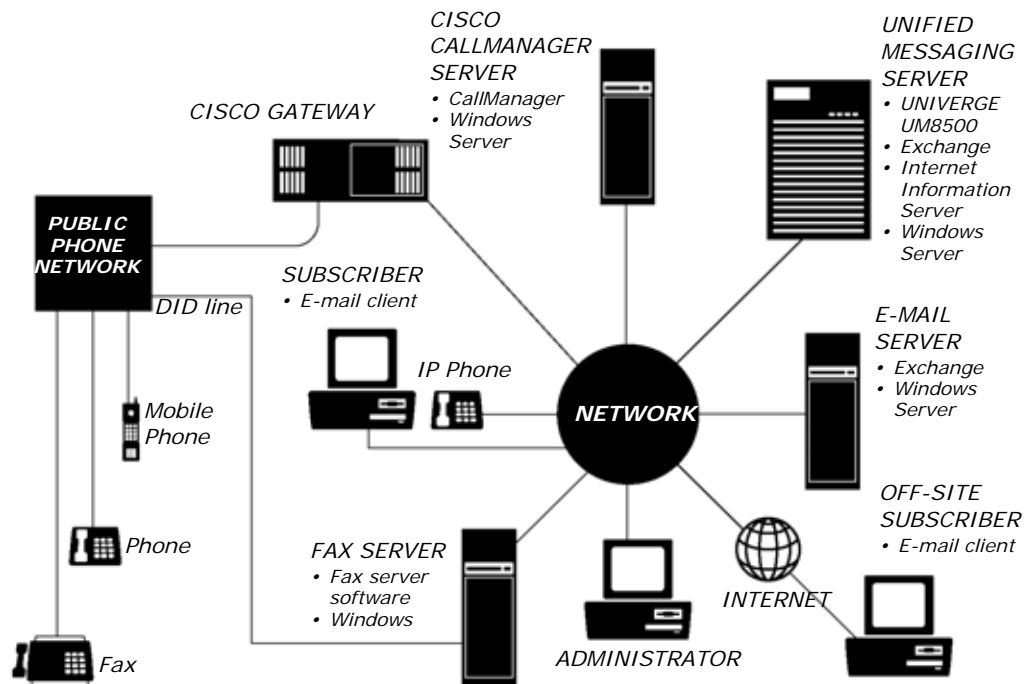 CISCO
CALLMANAGER
SERVER
• CallManager
• Windows
Server
UNIFIED
MESSAGING
SERVER
• UNIVERGE
UM8500
• Exchange
• Internet
Information
Server
• Windows
Server
CISCO GATEWAY
PUBLIC
PHONE
NETWORK
DID line
SUBSCRIBER
• E-mail client
IP Phone
NETWORK
E-MAIL
SERVER
• Exchange
• Windows
Server
Mobile
Phone
Phone
Fax
FAX SERVER
• Fax server
software
• Windows
ADMINISTRATOR
INTERNET
OFF-SITE
SUBSCRIBER
• E-mail client